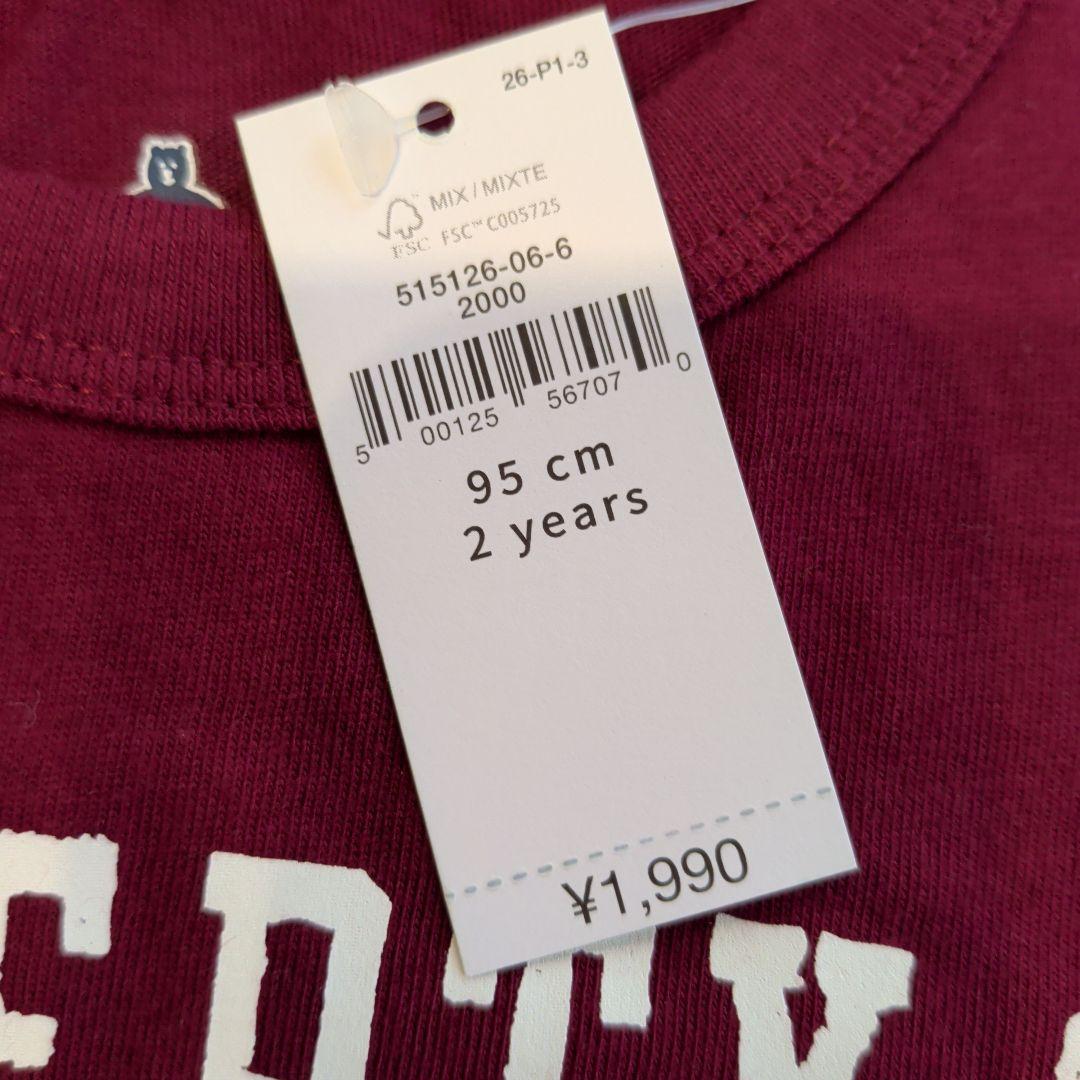 26-P1-3
MIX / MIXTE
FSC FSC™ C005725
515126-06-6
2000
5 00125 56707 0
95 cm
2 years
¥1,990